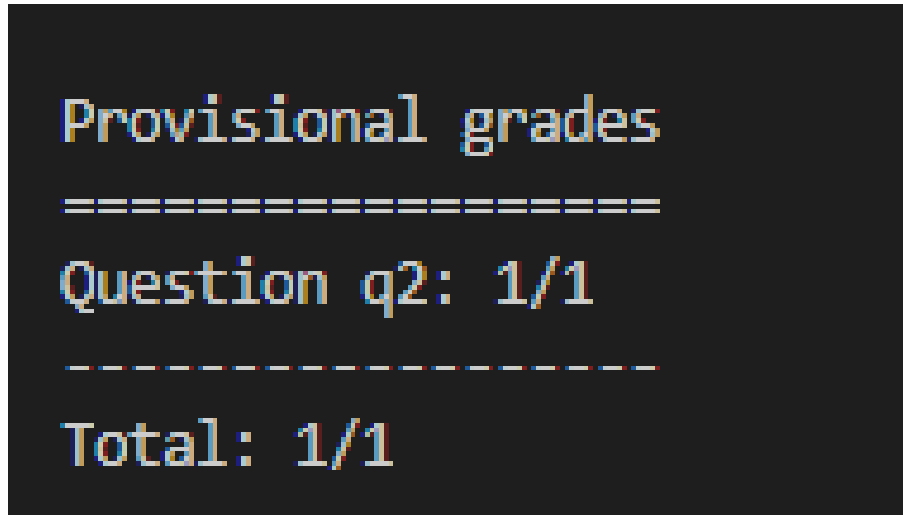 Provisional grades
==================
Question q2: 1/1
------------------
Total: 1/1